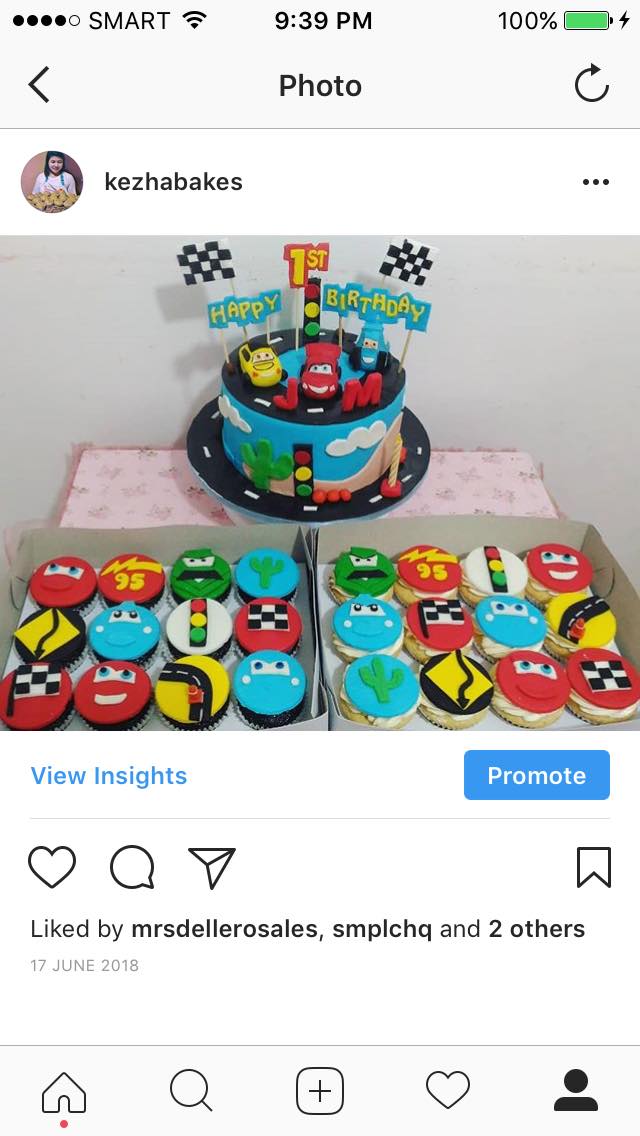 SMART 9:39 PM 100%
Photo
kezhabakes
1ST
HAPPY BIRTHDAY
J M
95 95
View Insights Promote
Liked by mrsdellerosales, smplchq and 2 others
17 JUNE 2018